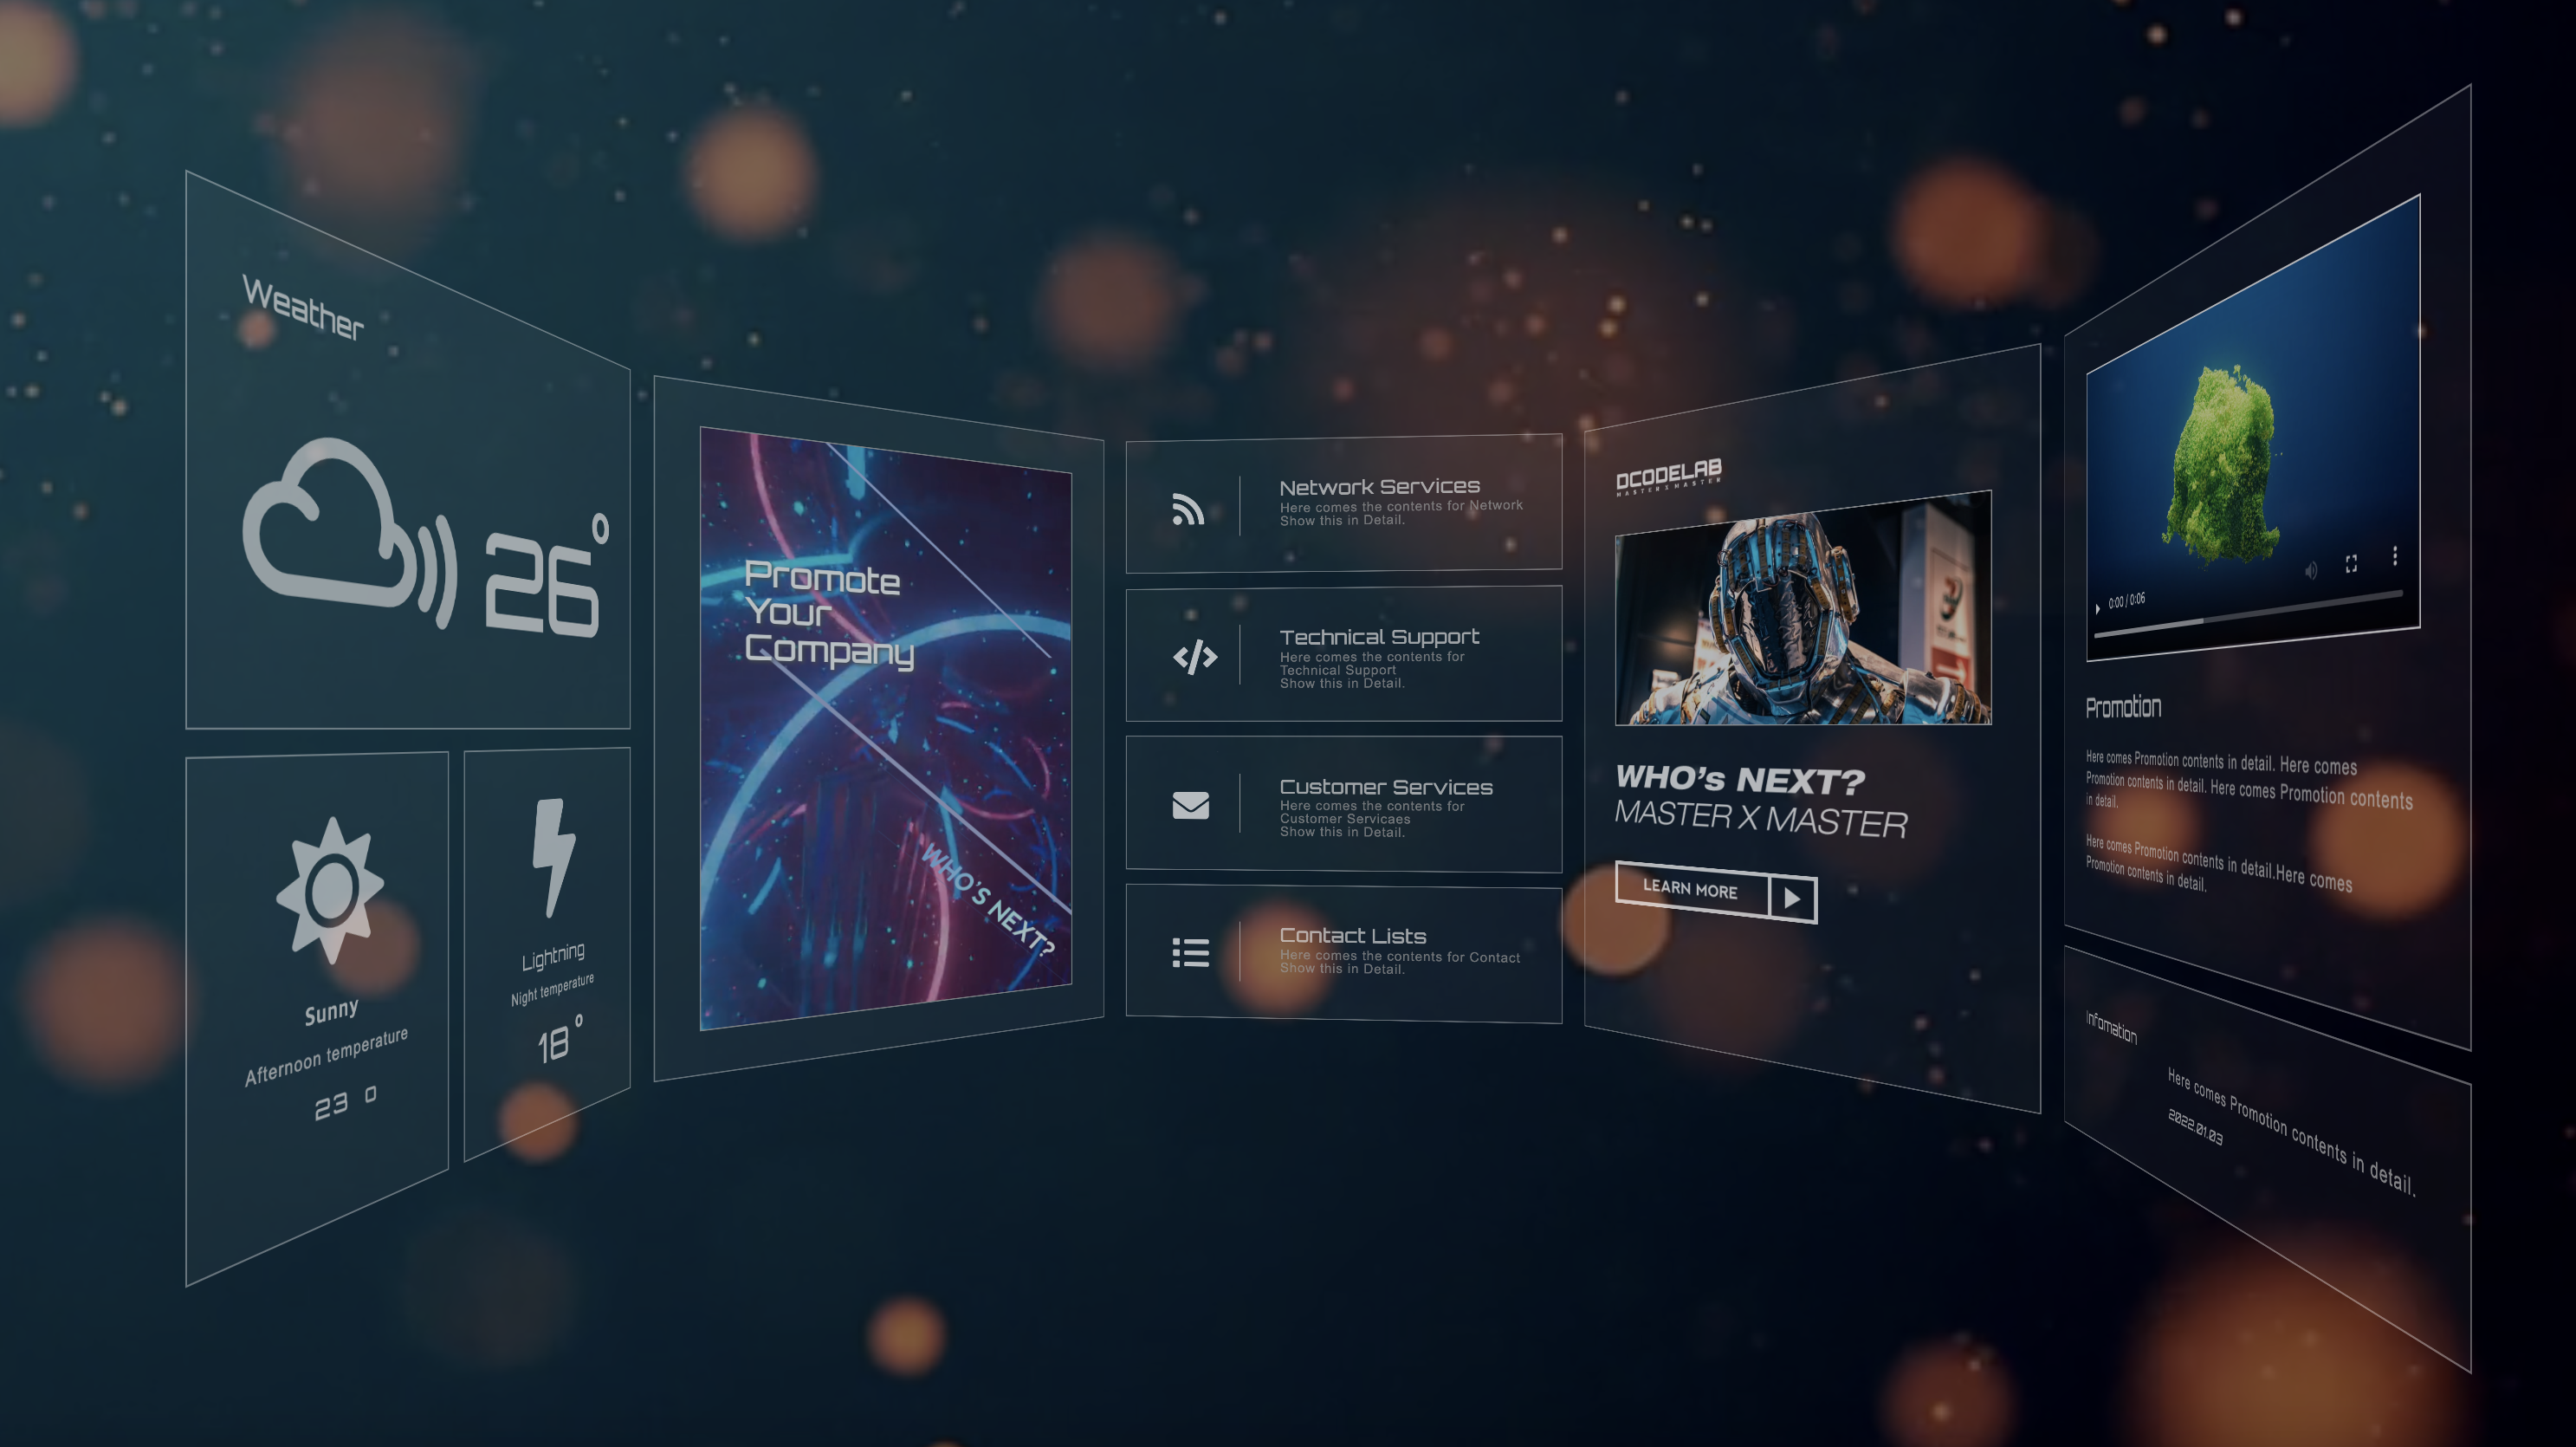 Weather
26°
Sunny
Afternoon temperature
23 o
Lightning
Night temperature
18°
Promote
Your
Company
WHO'S NEXT?
Network Services
Here comes the contents for Network
Show this in Detail.
Technical Support
Here comes the contents for
Technical Support
Show this in Detail.
Customer Services
Here comes the contents for
Customer Servicaes
Show this in Detail.
Contact Lists
Here comes the contents for Contact
Show this in Detail.
DCODELAB
MASTER X MASTER
WHO's NEXT?
MASTER X MASTER
LEARN MORE
0:00 / 0:06
Promotion
Here comes Promotion contents in detail. Here comes
Promotion contents in detail. Here comes Promotion contents
in detail.
Here comes Promotion contents in detail.Here comes
Promotion contents in detail.
Infomation
Here comes Promotion contents in detail.
2022.01.03